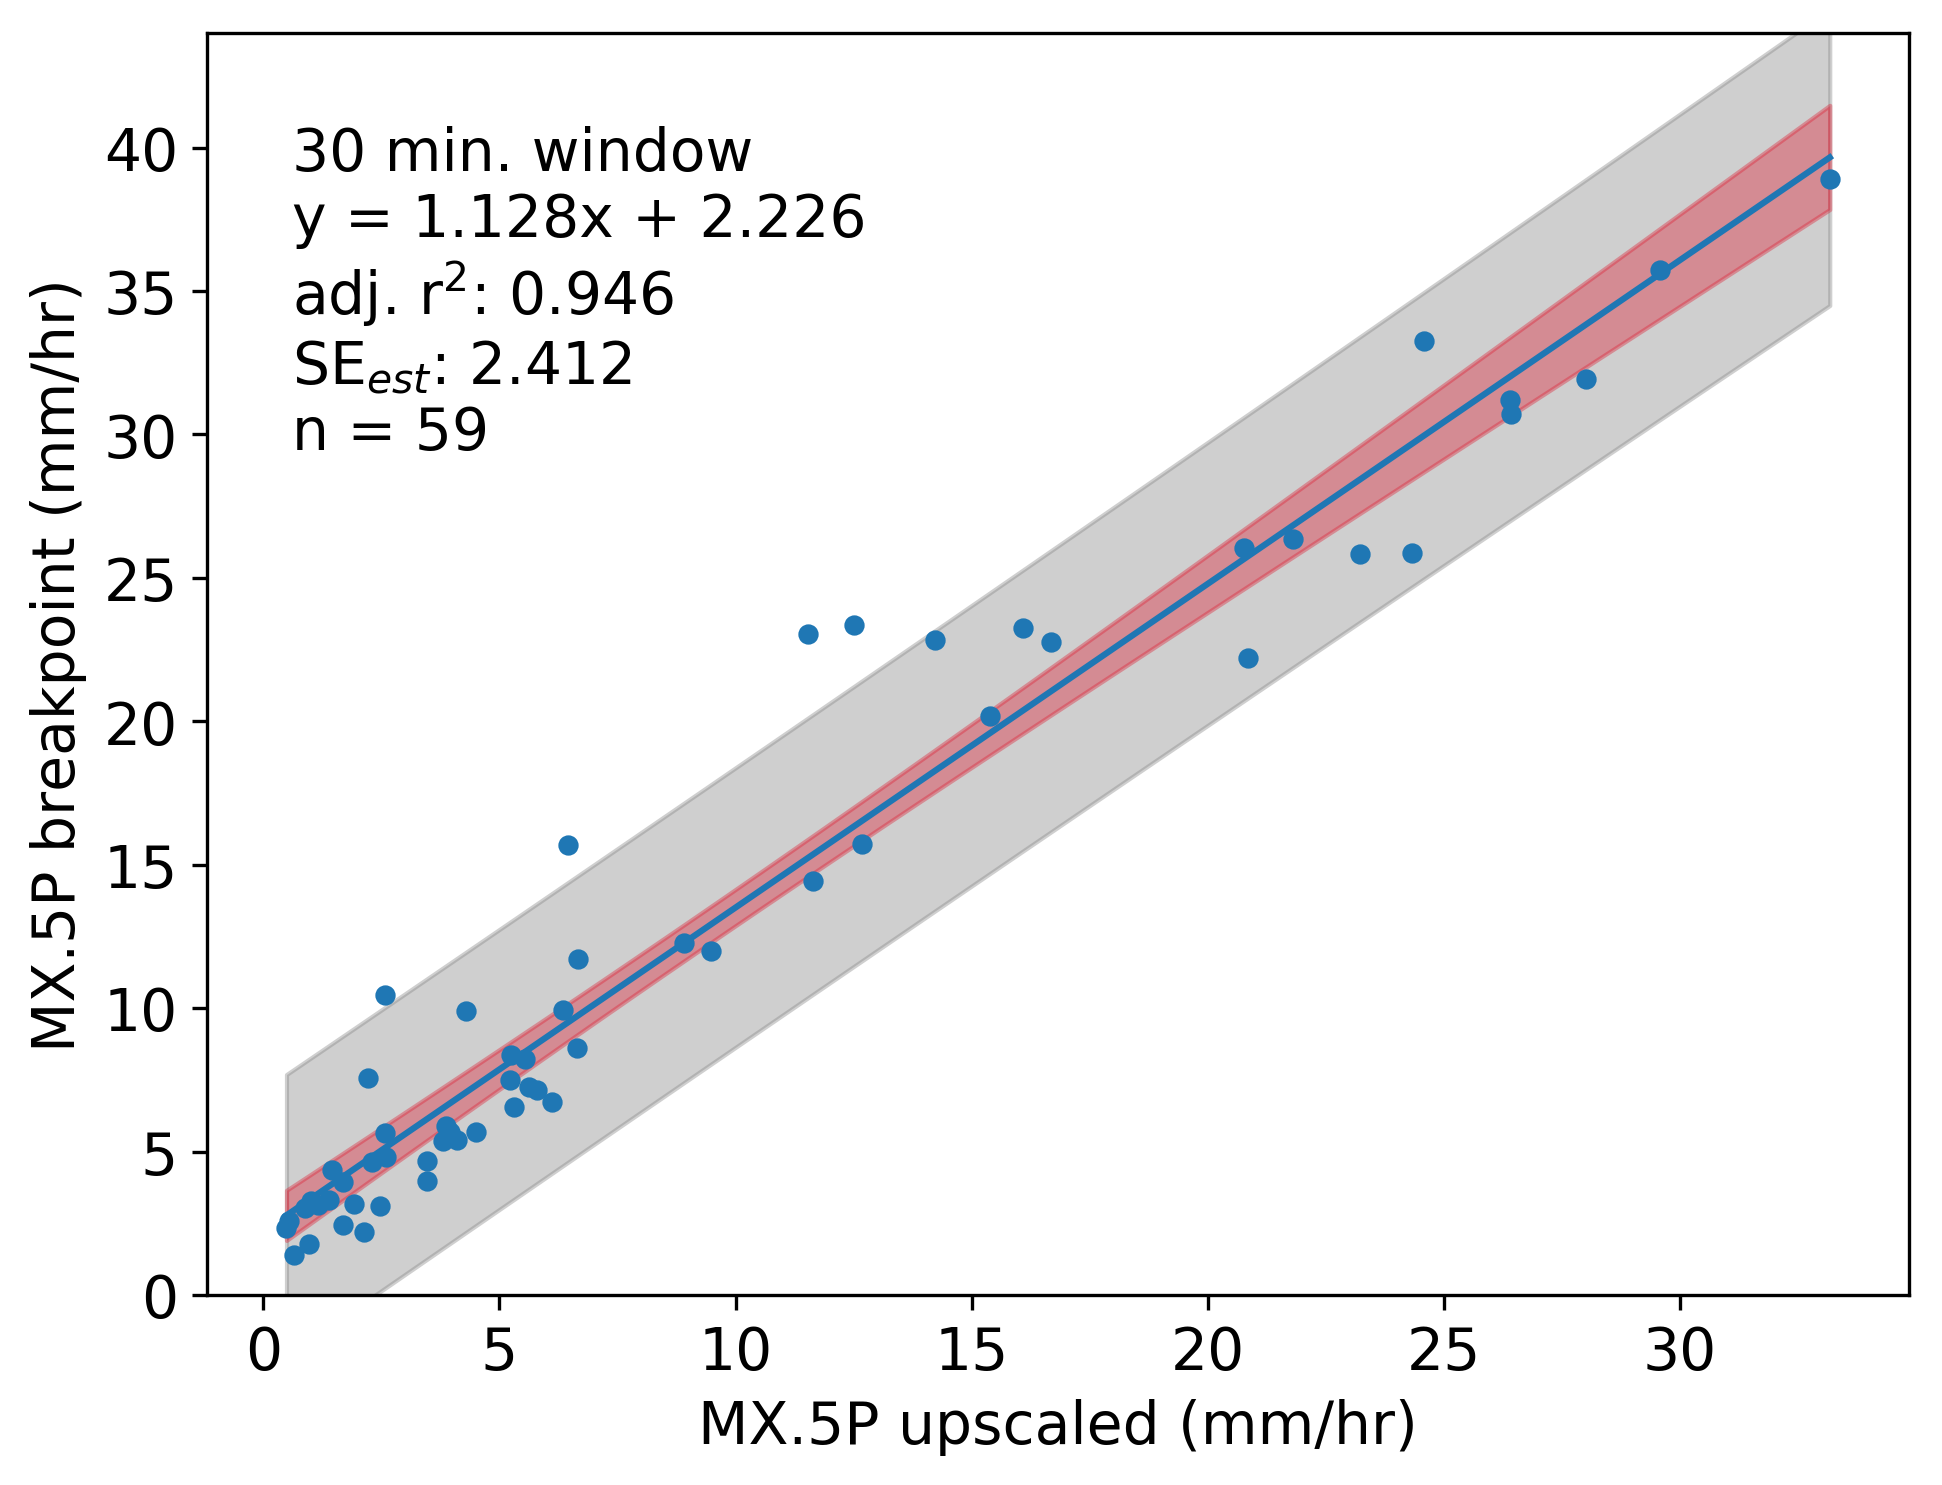 30 min. window
y = 1.128x + 2.226
adj. r²: 0.946
SEest: 2.412
n = 59
MX.5P breakpoint (mm/hr)
40
35
30
25
20
15
10
5
0
0 5 10 15 20 25 30
MX.5P upscaled (mm/hr)